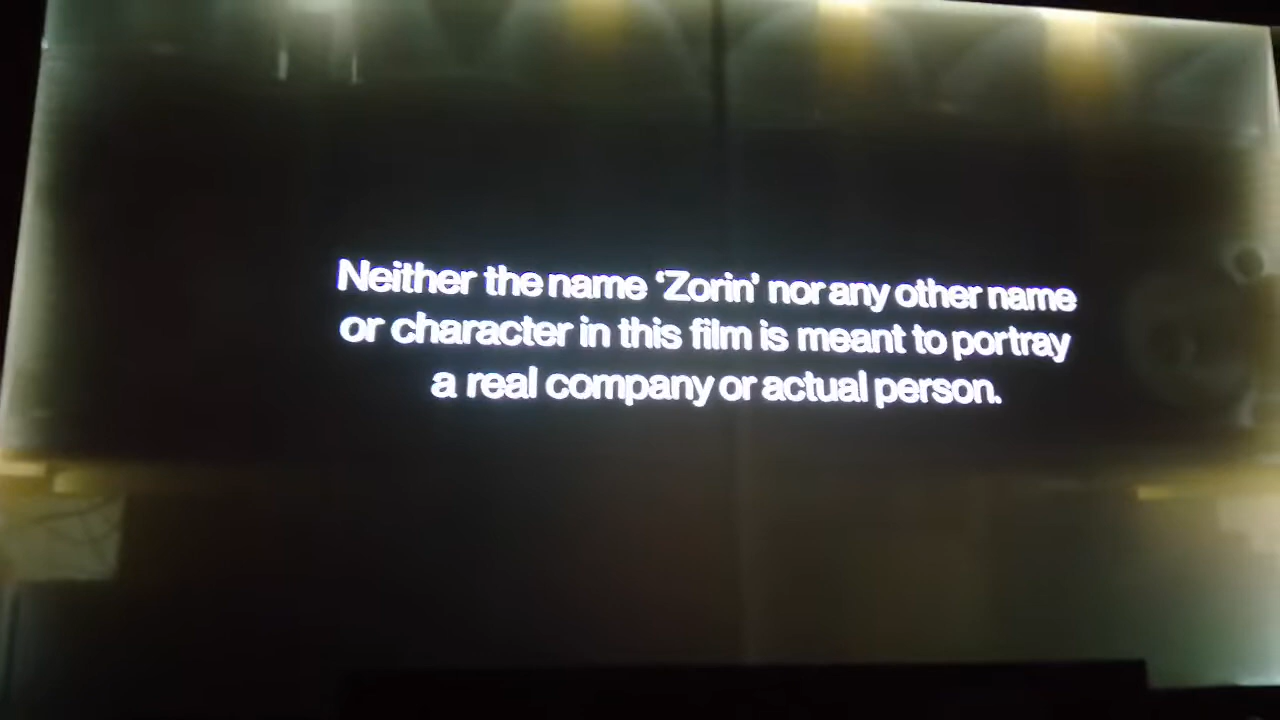 Neither the name ‘Zorin’ nor any other name
or character in this film is meant to portray
a real company or actual person.